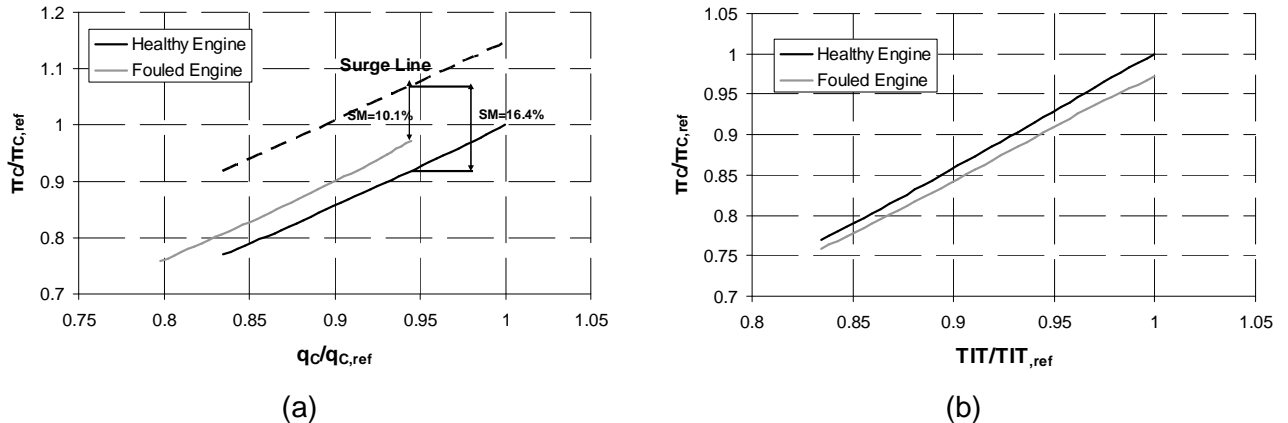 1.2
1.1
1
0.9
0.8
0.7
πC/πC,ref
Healthy Engine
Fouled Engine
Surge Line
SM=10.1%
SM=16.4%
0.75
0.8
0.85
0.9
0.95
1
1.05
qC/qC,ref
(a)
1.05
1
0.95
0.9
0.85
0.8
0.75
0.7
πC/πC,ref
Healthy Engine
Fouled Engine
0.8
0.85
0.9
0.95
1
1.05
TIT/TIT,ref
(b)